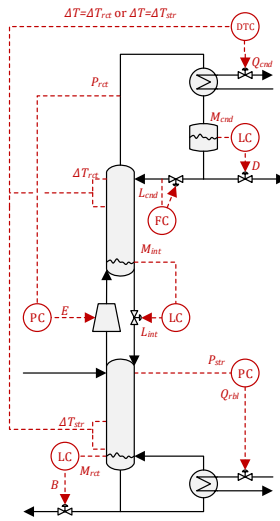 ΔT=ΔT_rct or ΔT=ΔT_str
DTC
Q_cnd
P_rct
M_cnd
LC
D
ΔT_rct
L_cnd
FC
M_int
PC
E
LC
L_int
P_str
PC
Q_rbl
ΔT_str
LC
M_rct
B